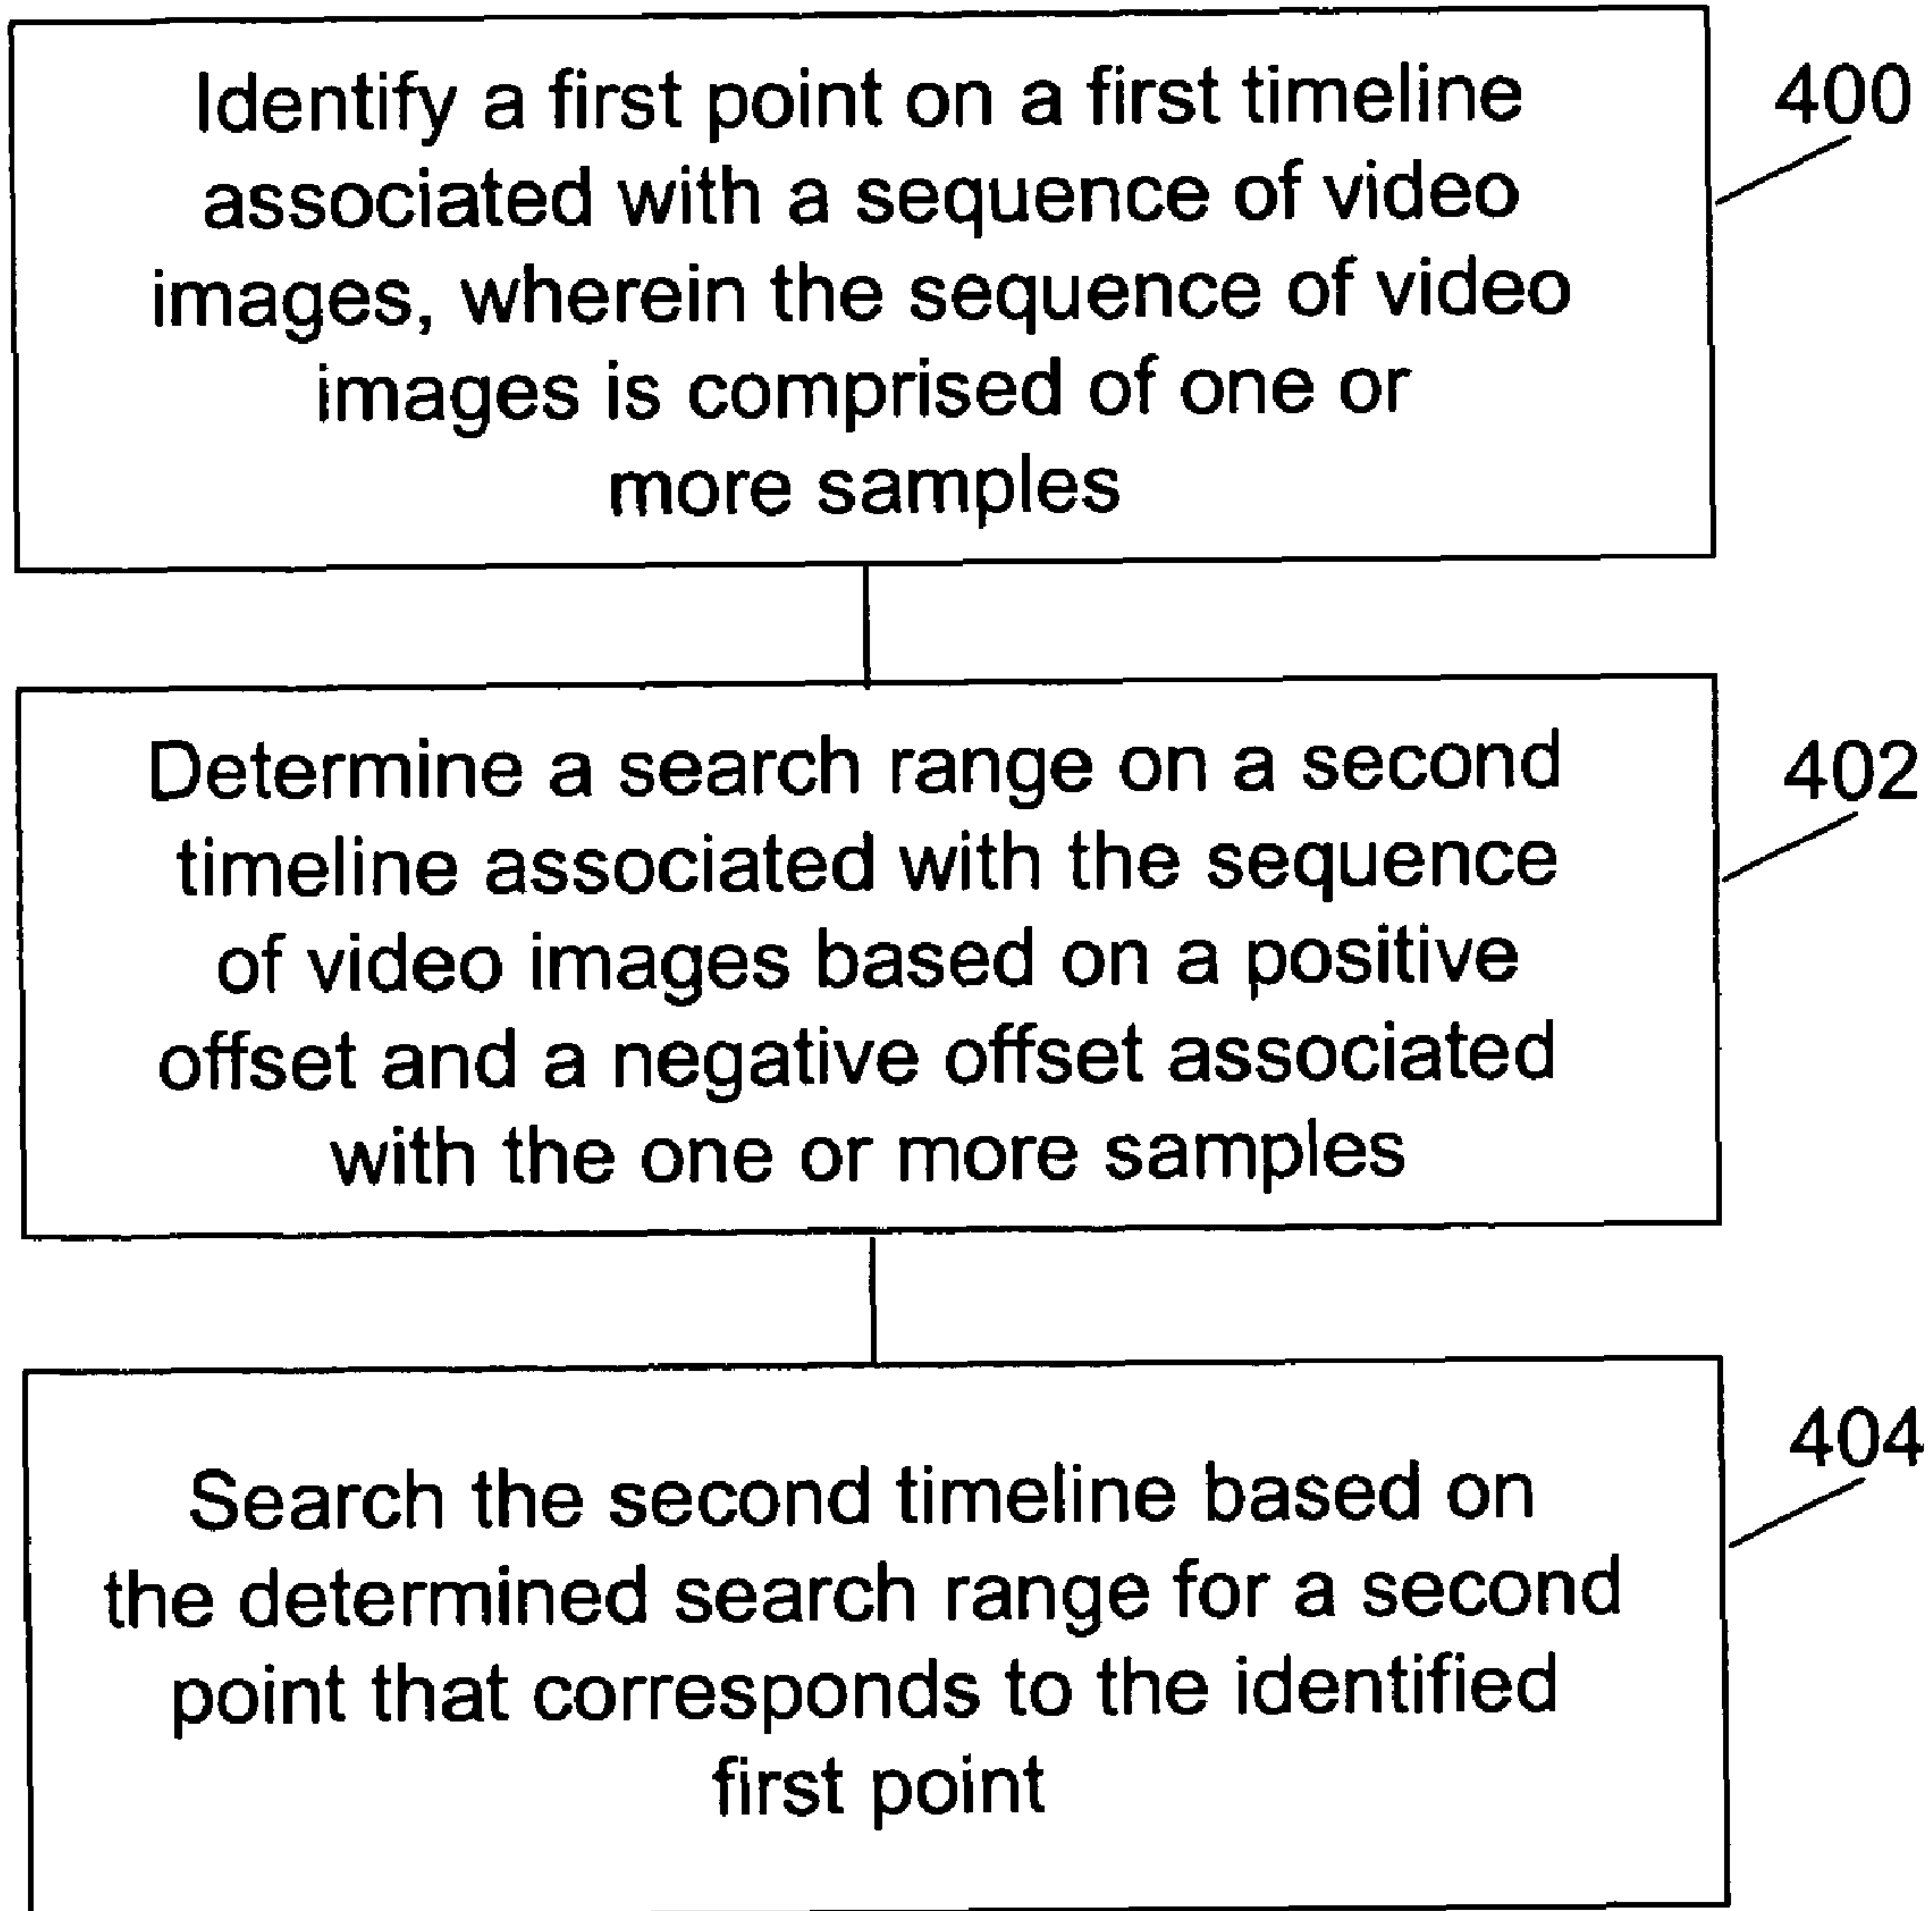 Identify a first point on a first timeline
400
associated with a sequence of video
images, wherein the sequence of video
images is comprised of one or
more samples
Determine a search range on a second
402
timeline associated with the sequence
of video images based on a positive
offset and a negative offset associated
with the one or more samples
404
Search the second timeline based on
the determined search range for a second
point that corresponds to the identified
first point